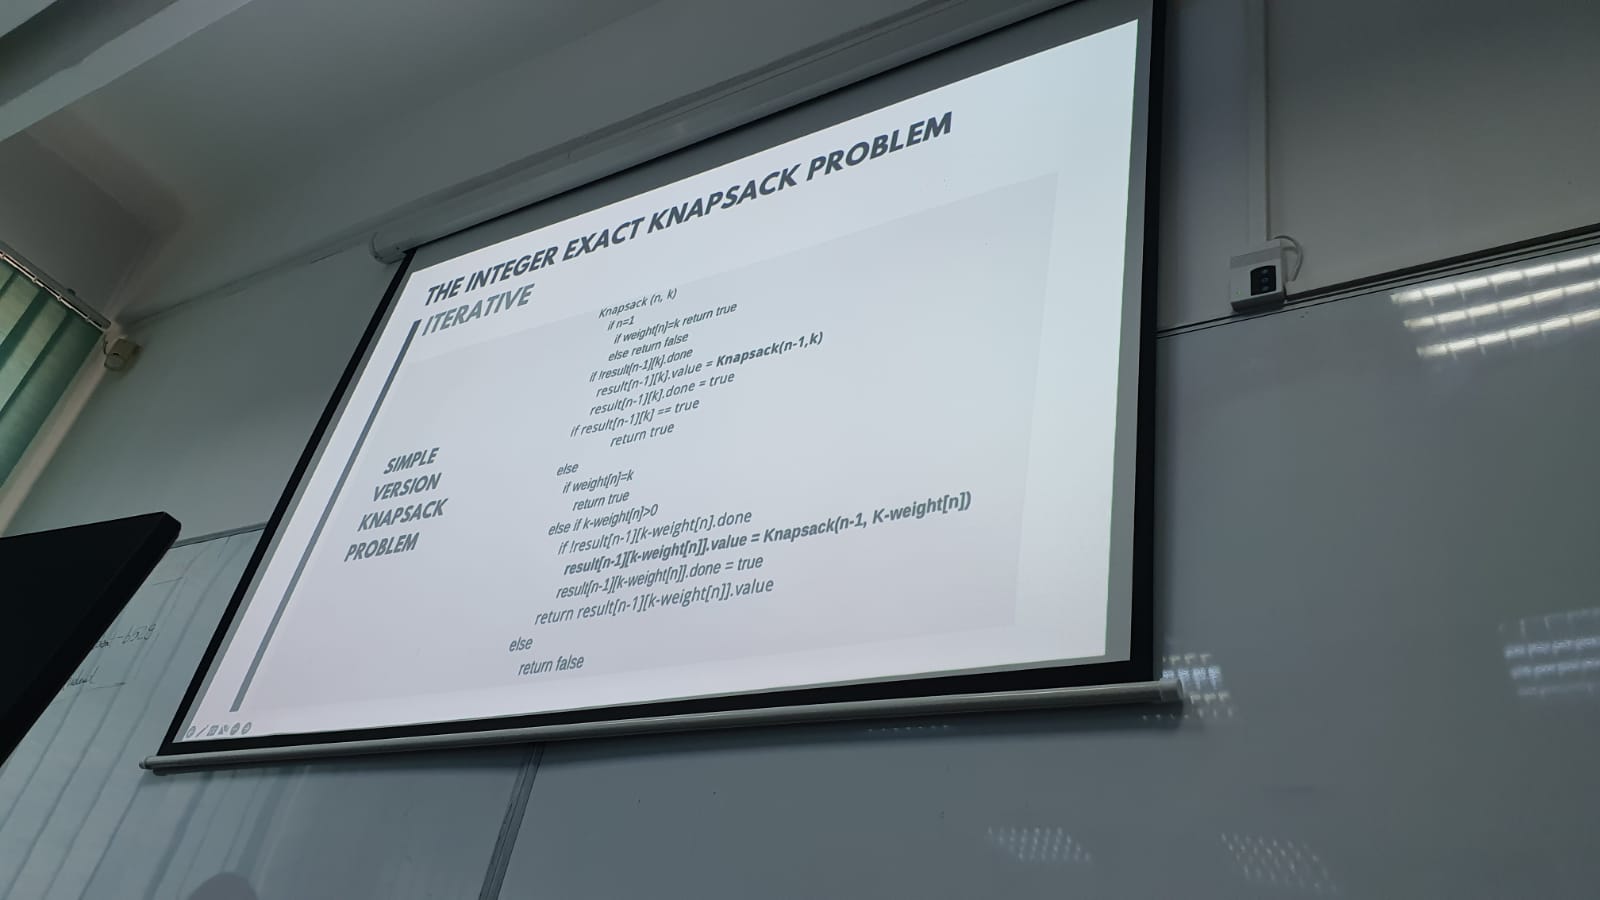 THE INTEGER EXACT KNAPSACK PROBLEM
ITERATIVE
SIMPLE
VERSION
KNAPSACK
PROBLEM
Knapsack (n, k)
if n=1
if weight[n]=k return true
else return false
if !result[n-1][k].done
result[n-1][k].value = Knapsack(n-1,k)
result[n-1][k].done = true
if result[n-1][k] == true
return true
else
if weight[n]=k
return true
else if k-weight[n]>0
if !result[n-1][k-weight[n].done
result[n-1][k-weight[n]].value = Knapsack(n-1, K-weight[n])
result[n-1][k-weight[n]].done = true
return result[n-1][k-weight[n]].value
else
return false